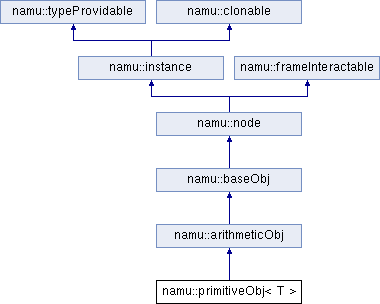 namu::typeProvidable namu::clonable
namu::instance namu::frameInteractable
namu::node
namu::baseObj
namu::arithmeticObj
namu::primitiveObj< T >